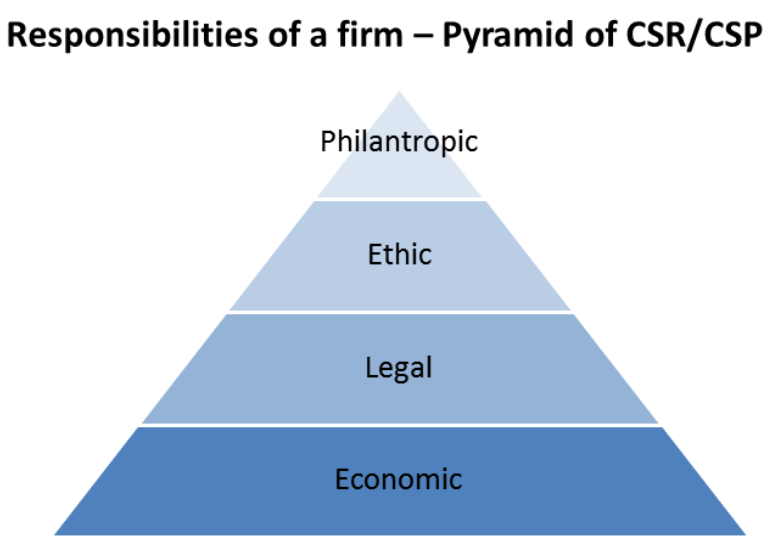 Responsibilities of a firm – Pyramid of CSR/CSP
Philantropic
Ethic
Legal
Economic